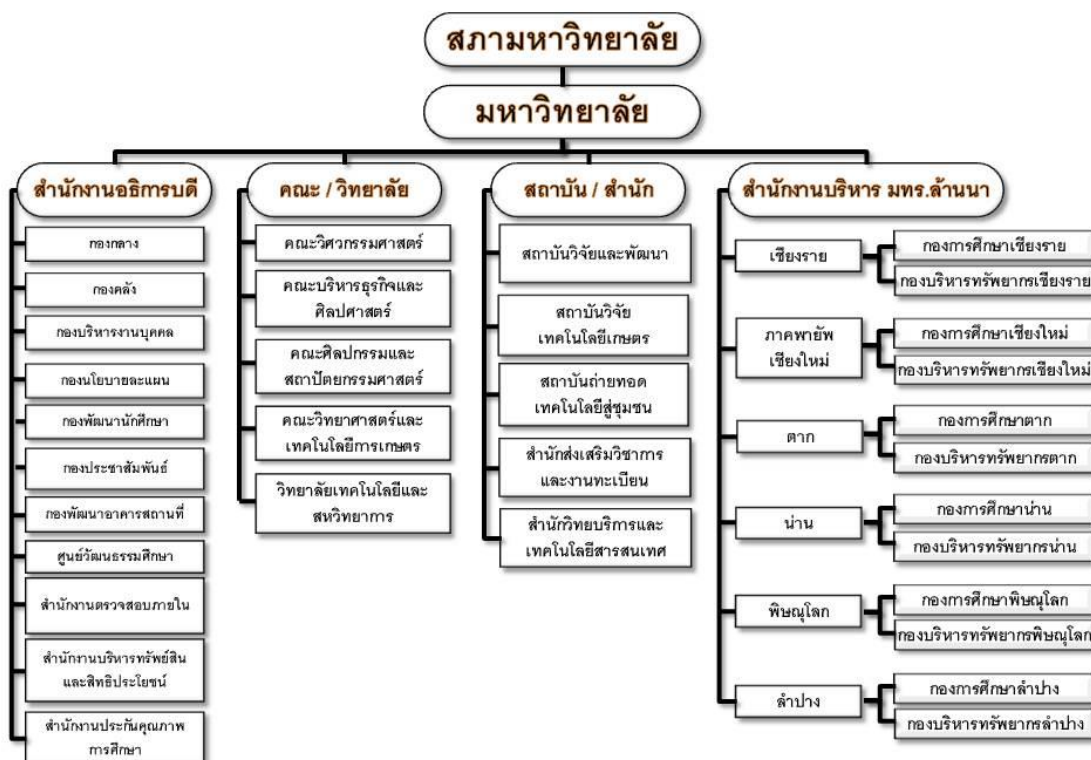 สภามหาวิทยาลัย
มหาวิทยาลัย
สำนักงานอธิการบดี
กองกลาง
กองคลัง
กองบริหารงานบุคคล
กองนโยบายละแผน
กองพัฒนานักศึกษา
กองประชาสัมพันธ์
กองพัฒนาอาคารสถานที่
ศูนย์วัฒนธรรมศึกษา
สำนักงานตรวจสอบภายใน
สำนักงานบริหารทรัพย์สิน
และสิทธิประโยชน์
สำนักงานประกันคุณภาพ
การศึกษา
คณะ / วิทยาลัย
คณะวิศวกรรมศาสตร์
คณะบริหารธุรกิจและ
ศิลปศาสตร์
คณะศิลปกรรมและ
สถาปัตยกรรมศาสตร์
คณะวิทยาศาสตร์และ
เทคโนโลยีการเกษตร
วิทยาลัยเทคโนโลยีและ
สหวิทยาการ
สถาบัน / สำนัก
สถาบันวิจัยและพัฒนา
สถาบันวิจัย
เทคโนโลยีเกษตร
สถาบันถ่ายทอด
เทคโนโลยีสู่ชุมชน
สำนักส่งเสริมวิชาการ
และงานทะเบียน
สำนักวิทยบริการและ
เทคโนโลยีสารสนเทศ
สำนักงานบริหาร มทร.ล้านนา
เชียงราย
กองการศึกษาเชียงราย
กองบริหารทรัพยากรเชียงราย
ภาคพายัพ
เชียงใหม่
กองการศึกษาเชียงใหม่
กองบริหารทรัพยากรเชียงใหม่
ตาก
กองการศึกษาตาก
กองบริหารทรัพยากรตาก
น่าน
กองการศึกษาน่าน
กองบริหารทรัพยากรน่าน
พิษณุโลก
กองการศึกษาพิษณุโลก
กองบริหารทรัพยากรพิษณุโลก
ลำปาง
กองการศึกษาลำปาง
กองบริหารทรัพยากรลำปาง